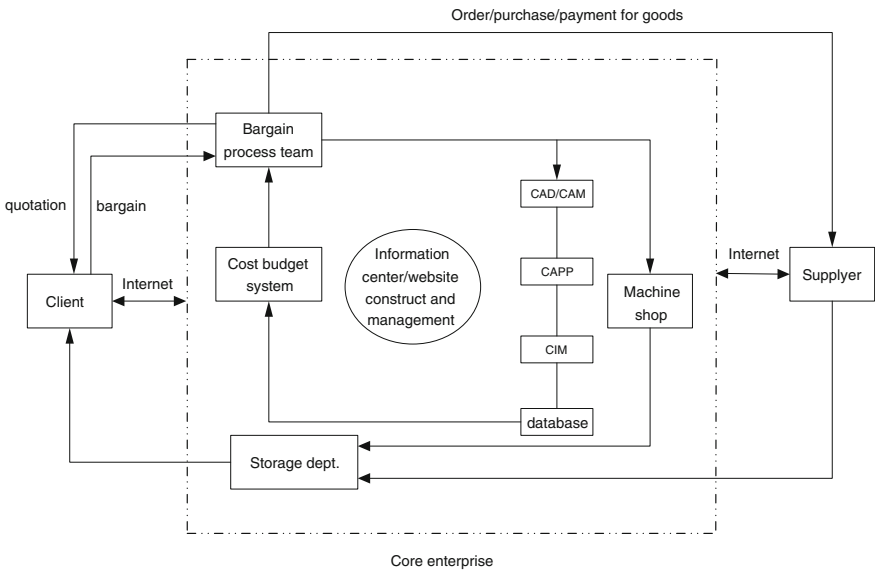 Order/purchase/payment for goods
Bargain
process team
CAD/CAM
quotation
bargain
Cost budget
system
Information
center/website
construct and
management
CAPP
Internet
Supplyer
Client
Internet
Machine
shop
CIM
database
Storage dept.
Core enterprise